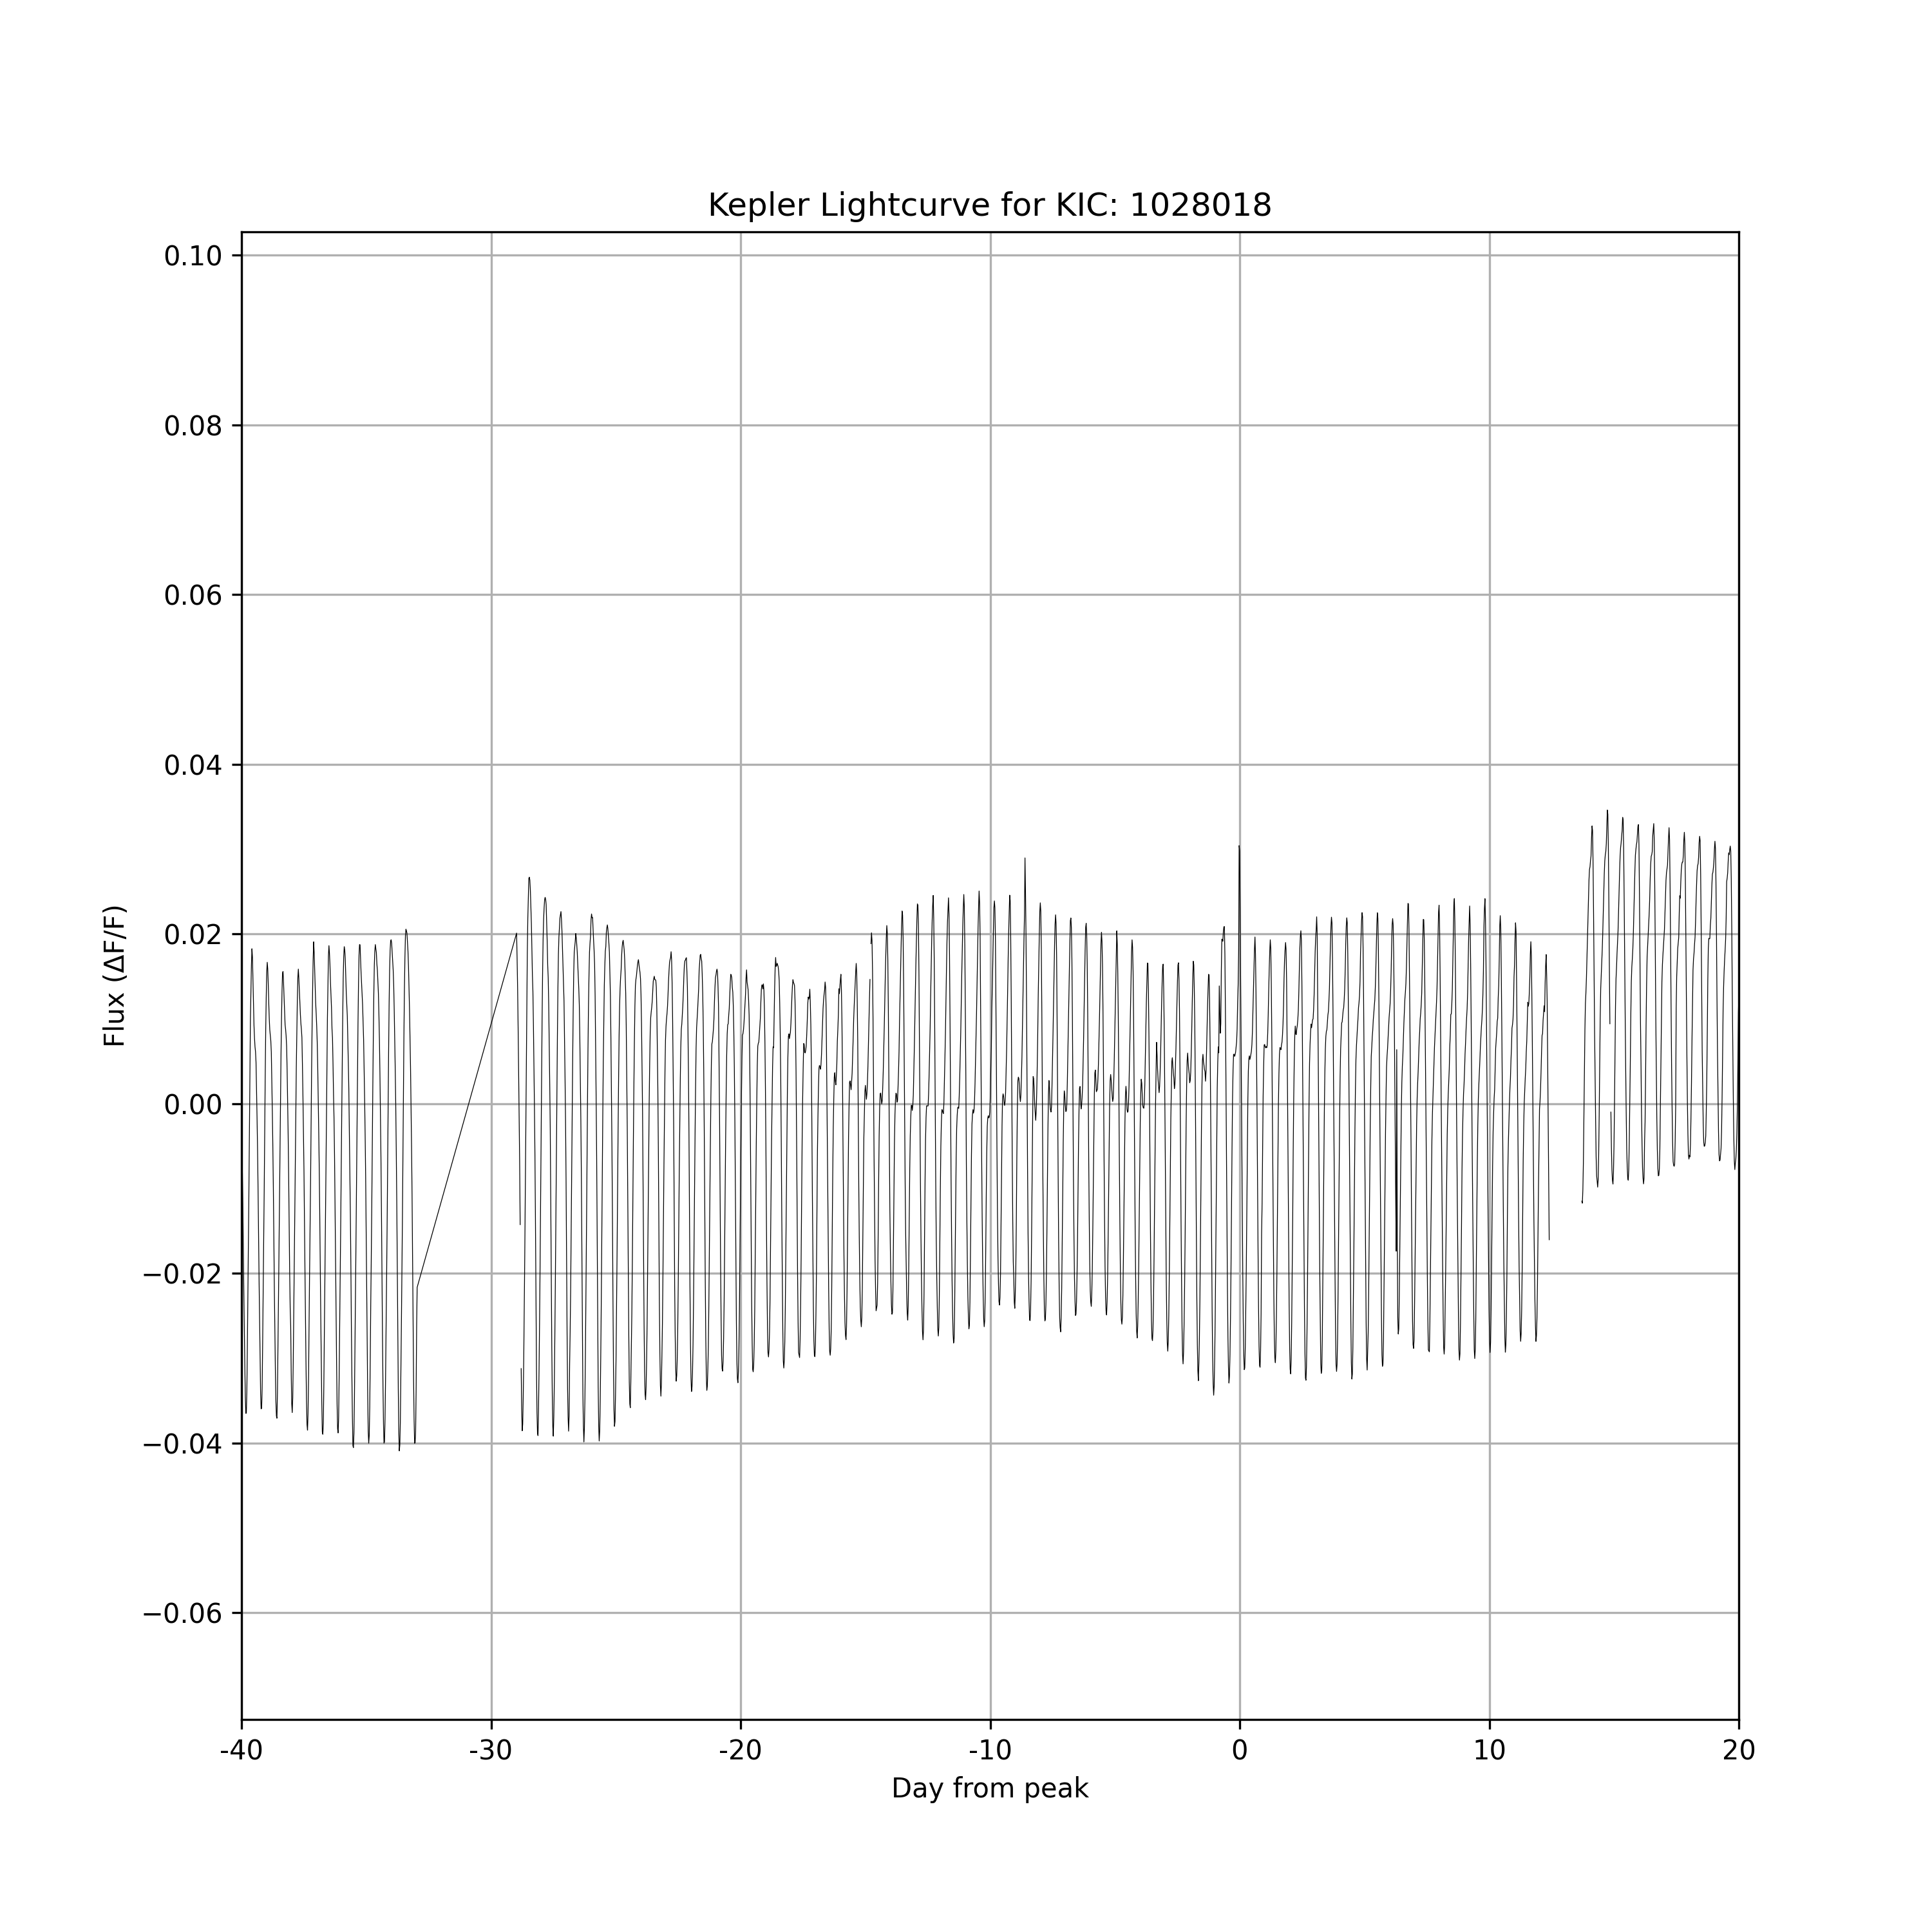 Kepler Lightcurve for KIC: 1028018
0.10
0.08
0.06
0.04
0.02
0.00
−0.02
−0.04
−0.06
Flux (ΔF/F)
-40 -30 -20 -10 0 10 20
Day from peak